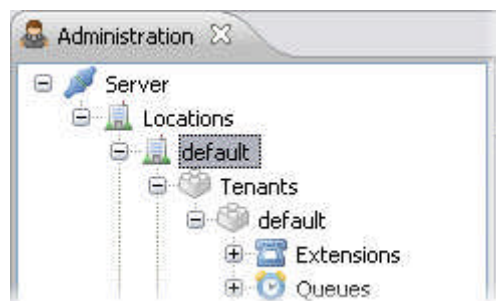 Administration
Server
Locations
default
Tenants
default
Extensions
Queues